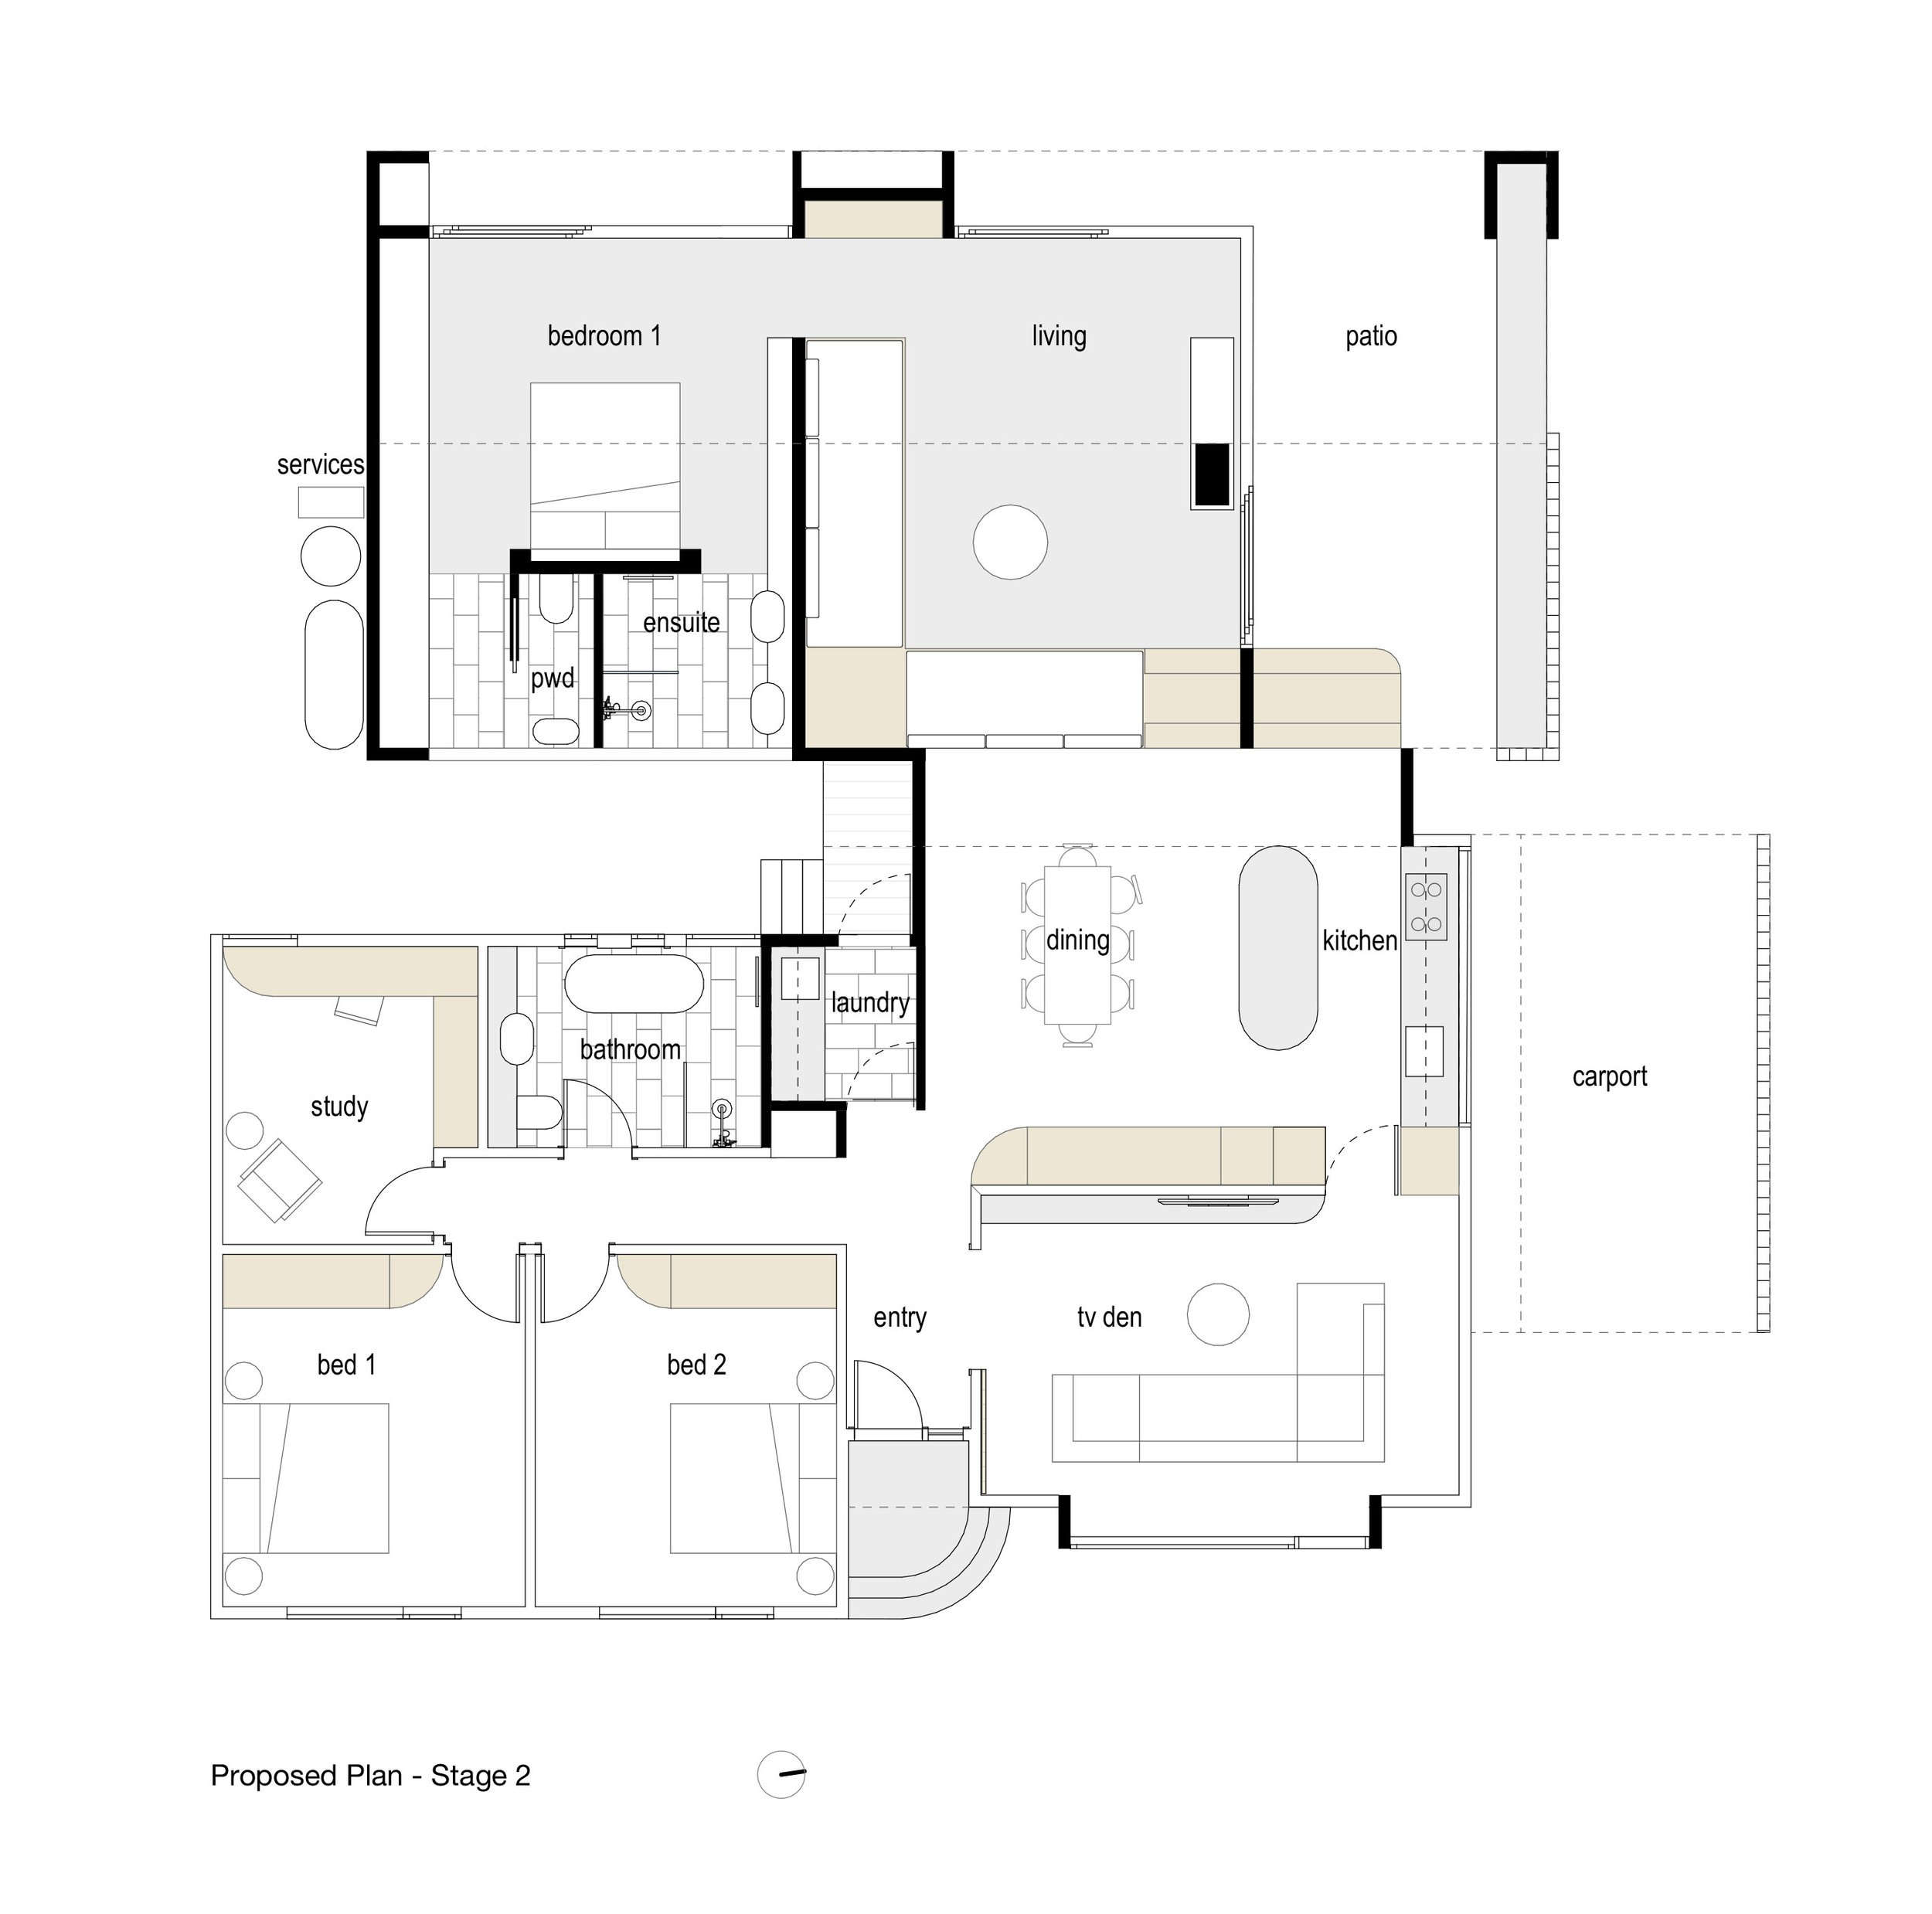 bedroom 1
living
patio
services
ensuite
pwd
dining
kitchen
laundry
bathroom
carport
study
entry
tv den
bed 1
bed 2
Proposed Plan - Stage 2